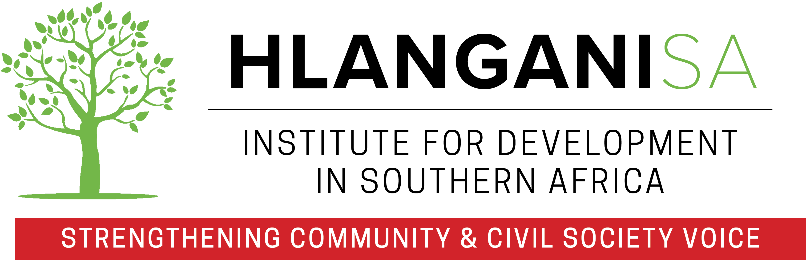 HLANGANISA
INSTITUTE FOR DEVELOPMENT
IN SOUTHERN AFRICA
STRENGTHENING COMMUNITY & CIVIL SOCIETY VOICE